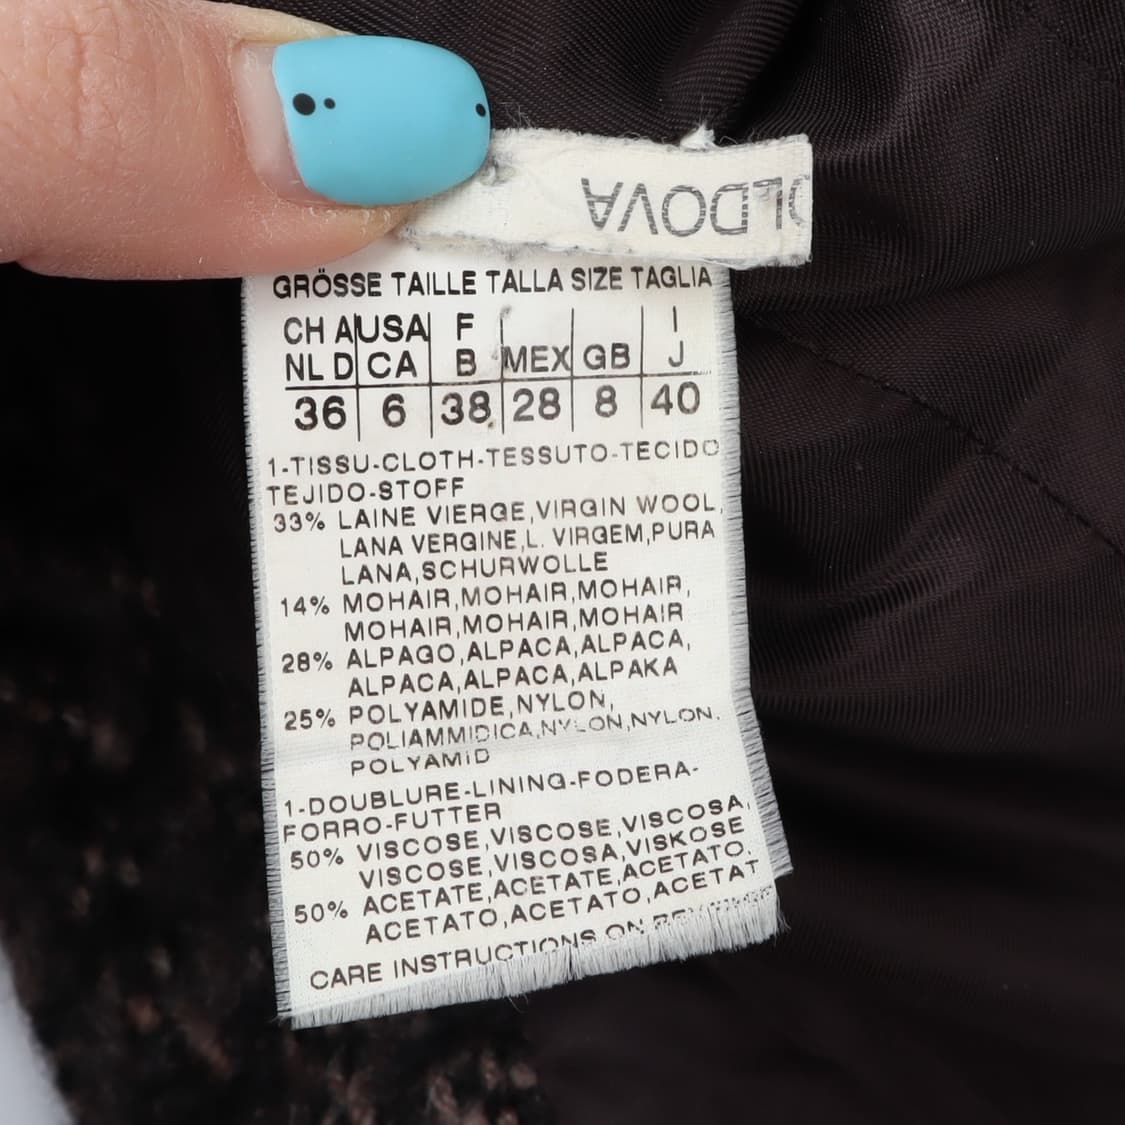 OLDOVA
GRÖSSE TAILLE TALLA SIZE TAGLIA
CH A USA F I
NL D CA B MEX GB J
36 6 38 28 8 40
1-TISSU-CLOTH-TESSUTO-TECIDO
TEJIDO-STOFF
33% LAINE VIERGE,VIRGIN WOOL,
LANA VERGINE,L. VIRGEM,PURA
LANA,SCHURWOLLE
14% MOHAIR,MOHAIR,MOHAIR,
MOHAIR,MOHAIR,MOHAIR
28% ALPAGO,ALPACA,ALPACA,
ALPACA,ALPACA,ALPAKA
25% POLYAMIDE,NYLON,
POLIAMMIDICA,NYLON,NYLON.
POLYAMID
1-DOUBLURE-LINING-FODERA-
FORRO-FUTTER
50% VISCOSE,VISCOSE,VISCOSA,
VISCOSE,VISCOSA,VISKOSE
50% ACETATE,ACETATE,ACETATO.
ACETATO,ACETATO,ACETAT
CARE INSTRUCTIONS ON